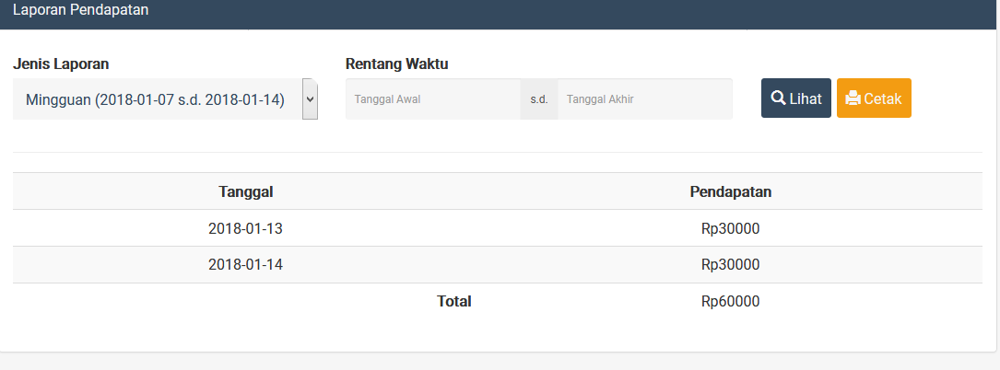 Laporan Pendapatan
Jenis Laporan
Rentang Waktu
Mingguan (2018-01-07 s.d. 2018-01-14)
Tanggal Awal s.d. Tanggal Akhir
Lihat
Cetak
Tanggal Pendapatan
2018-01-13 Rp30000
2018-01-14 Rp30000
Total Rp60000